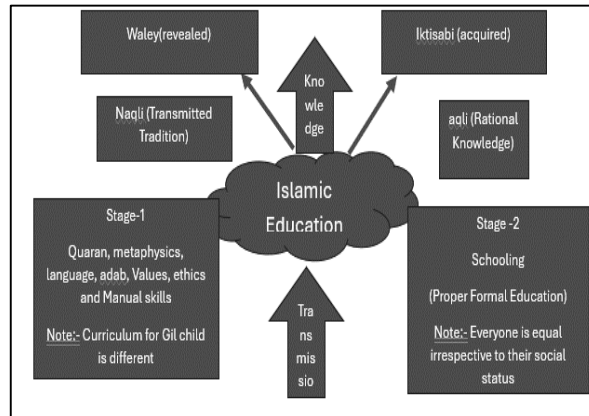 Waley(revealed)
Iktisabi (acquired)
Kno
wle
dge
Naqli (Transmitted
Tradition)
aqli (Rational
Knowledge)
Islamic
Education
Stage-1
Quaran, metaphysics,
language, adab, Values, ethics
and Manual skills
Note:- Curriculum for Gil child
is different
Tra
ns
mis
sio
Stage -2
Schooling
(Proper Formal Education)
Note:- Everyone is equal
irrespective to their social
status